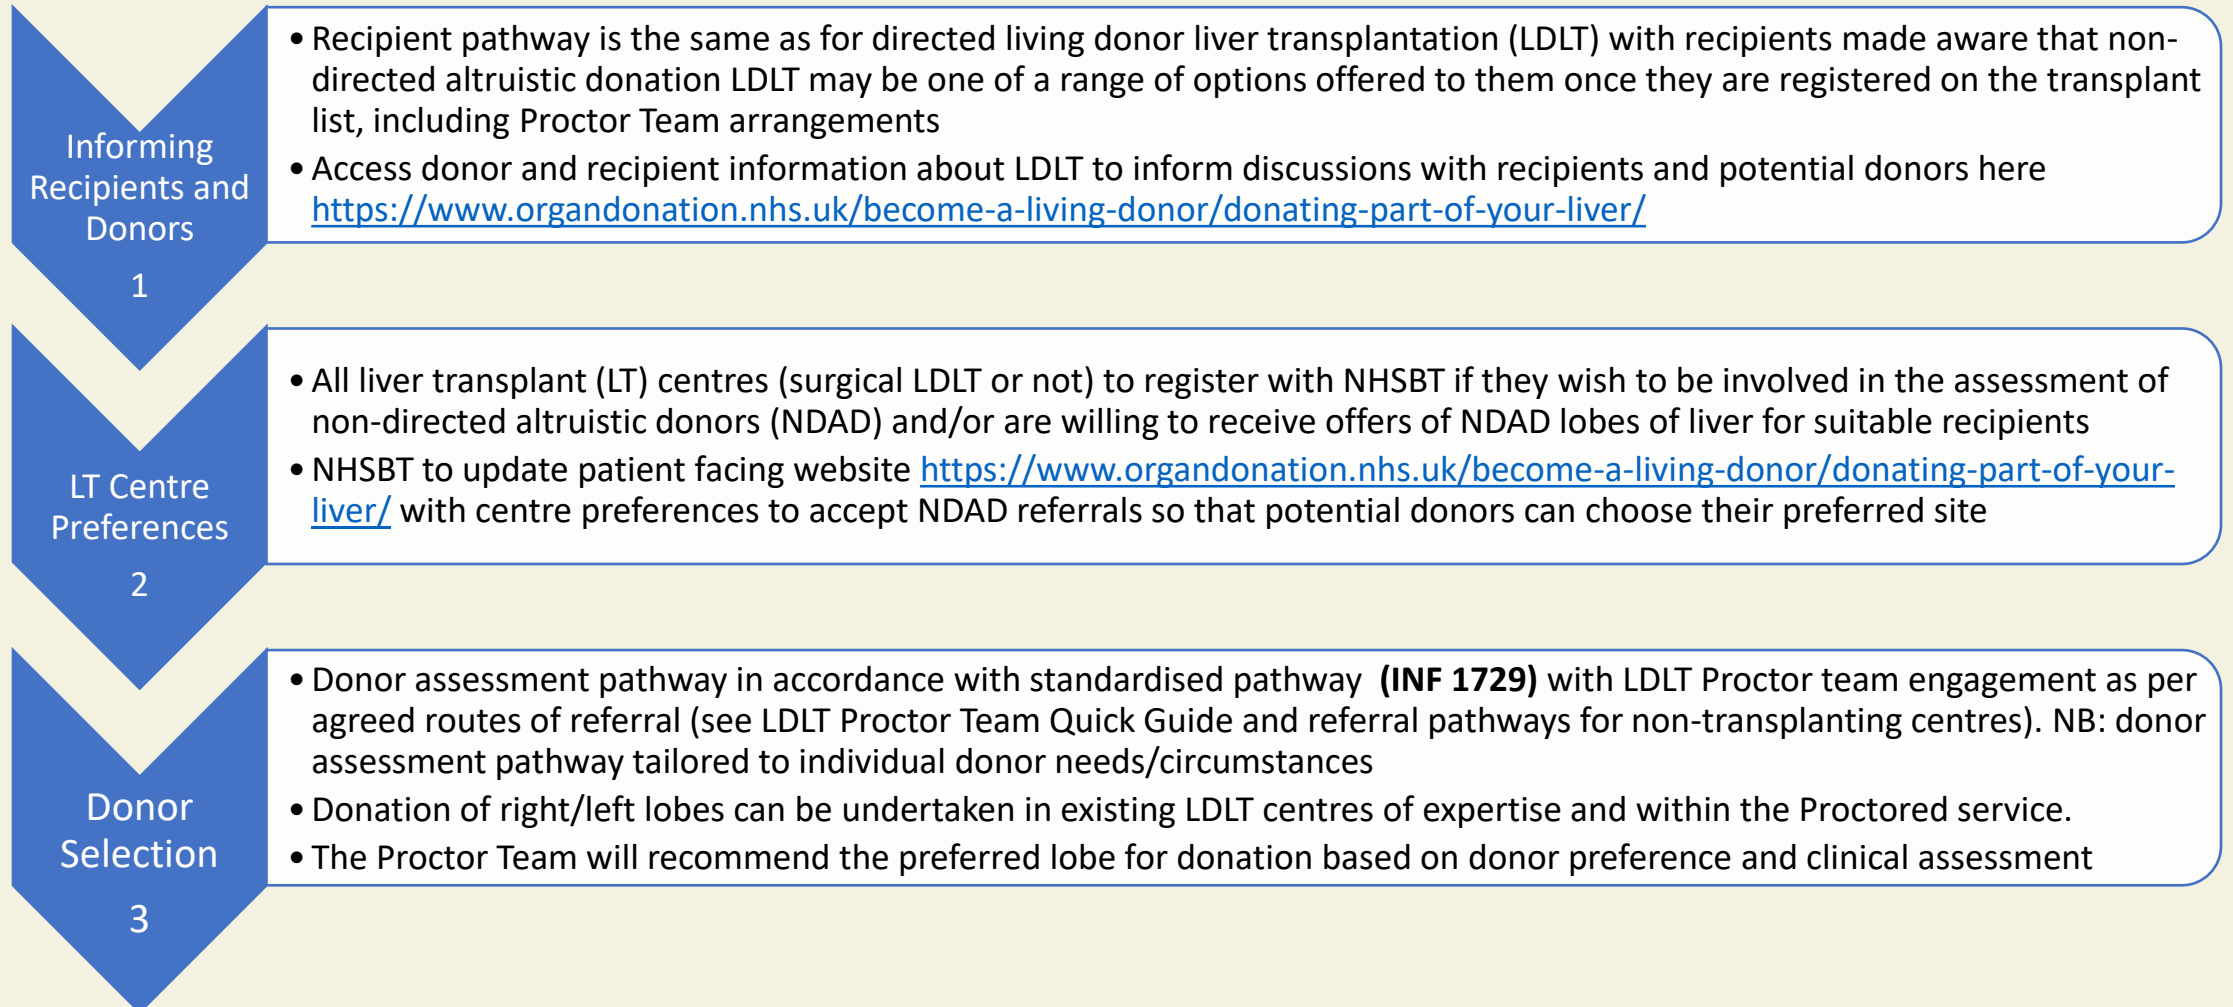 Informing
Recipients and
Donors
1
• Recipient pathway is the same as for directed living donor liver transplantation (LDLT) with recipients made aware that non-
directed altruistic donation LDLT may be one of a range of options offered to them once they are registered on the transplant
list, including Proctor Team arrangements
• Access donor and recipient information about LDLT to inform discussions with recipients and potential donors here
https://www.organdonation.nhs.uk/become-a-living-donor/donating-part-of-your-liver/
LT Centre
Preferences
2
• All liver transplant (LT) centres (surgical LDLT or not) to register with NHSBT if they wish to be involved in the assessment of
non-directed altruistic donors (NDAD) and/or are willing to receive offers of NDAD lobes of liver for suitable recipients
• NHSBT to update patient facing website https://www.organdonation.nhs.uk/become-a-living-donor/donating-part-of-your-
liver/ with centre preferences to accept NDAD referrals so that potential donors can choose their preferred site
Donor
Selection
3
• Donor assessment pathway in accordance with standardised pathway (INF 1729) with LDLT Proctor team engagement as per
agreed routes of referral (see LDLT Proctor Team Quick Guide and referral pathways for non-transplanting centres). NB: donor
assessment pathway tailored to individual donor needs/circumstances
• Donation of right/left lobes can be undertaken in existing LDLT centres of expertise and within the Proctored service.
• The Proctor Team will recommend the preferred lobe for donation based on donor preference and clinical assessment